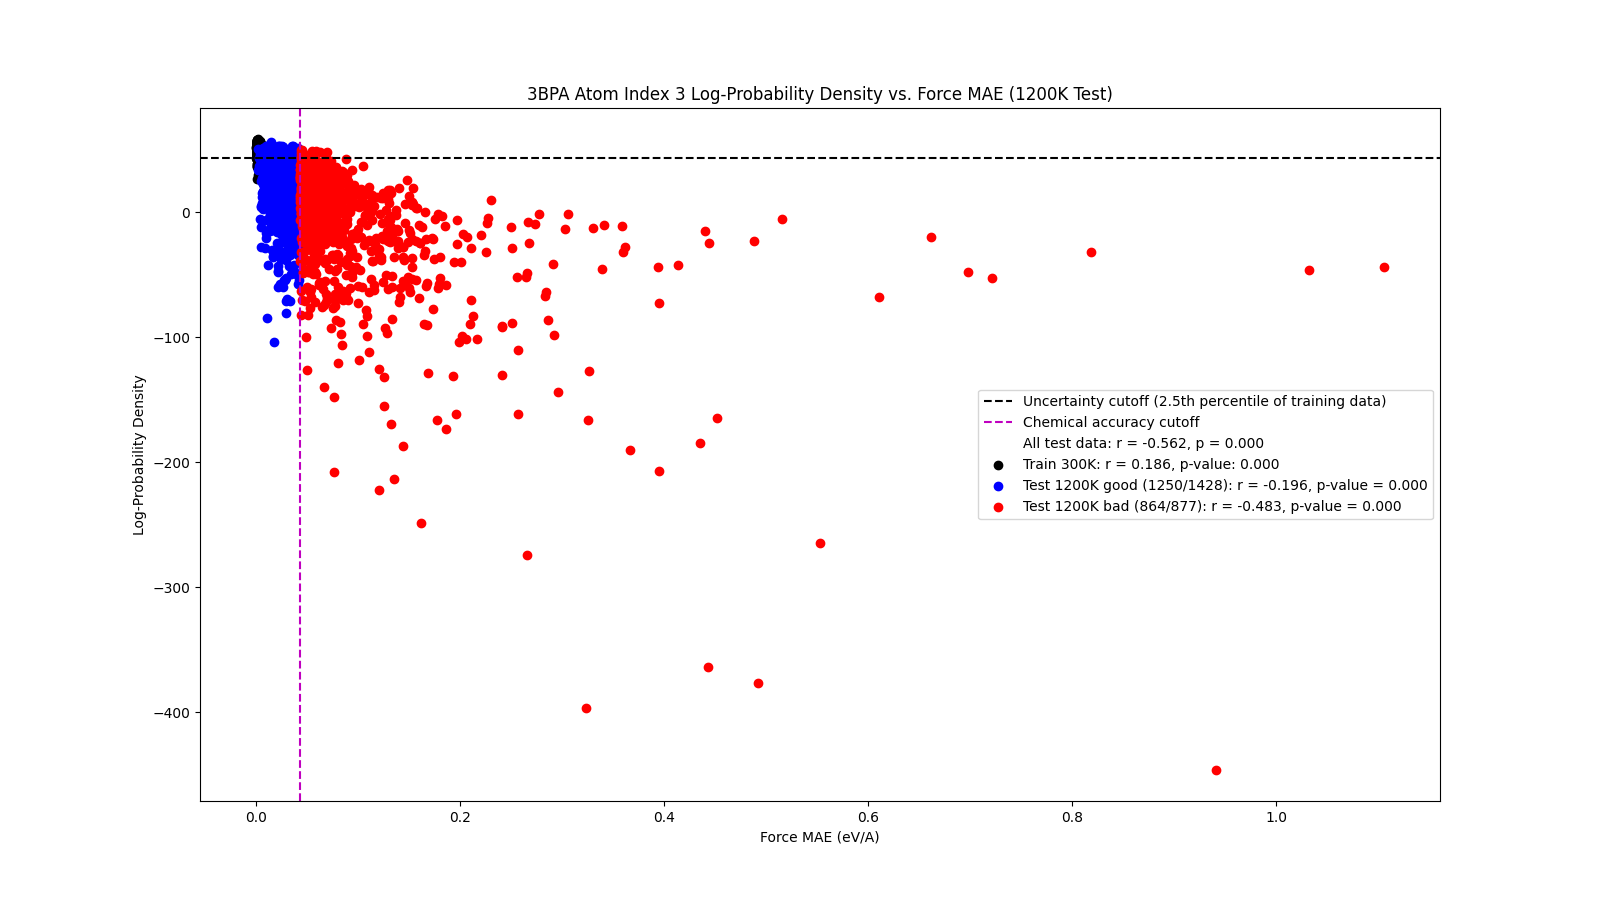 3BPA Atom Index 3 Log-Probability Density vs. Force MAE (1200K Test)
Log-Probability Density
0
−100
−200
−300
−400
Uncertainty cutoff (2.5th percentile of training data)
Chemical accuracy cutoff
All test data: r = -0.562, p = 0.000
Train 300K: r = 0.186, p-value: 0.000
Test 1200K good (1250/1428): r = -0.196, p-value = 0.000
Test 1200K bad (864/877): r = -0.483, p-value = 0.000
0.0 0.2 0.4 0.6 0.8 1.0
Force MAE (eV/A)